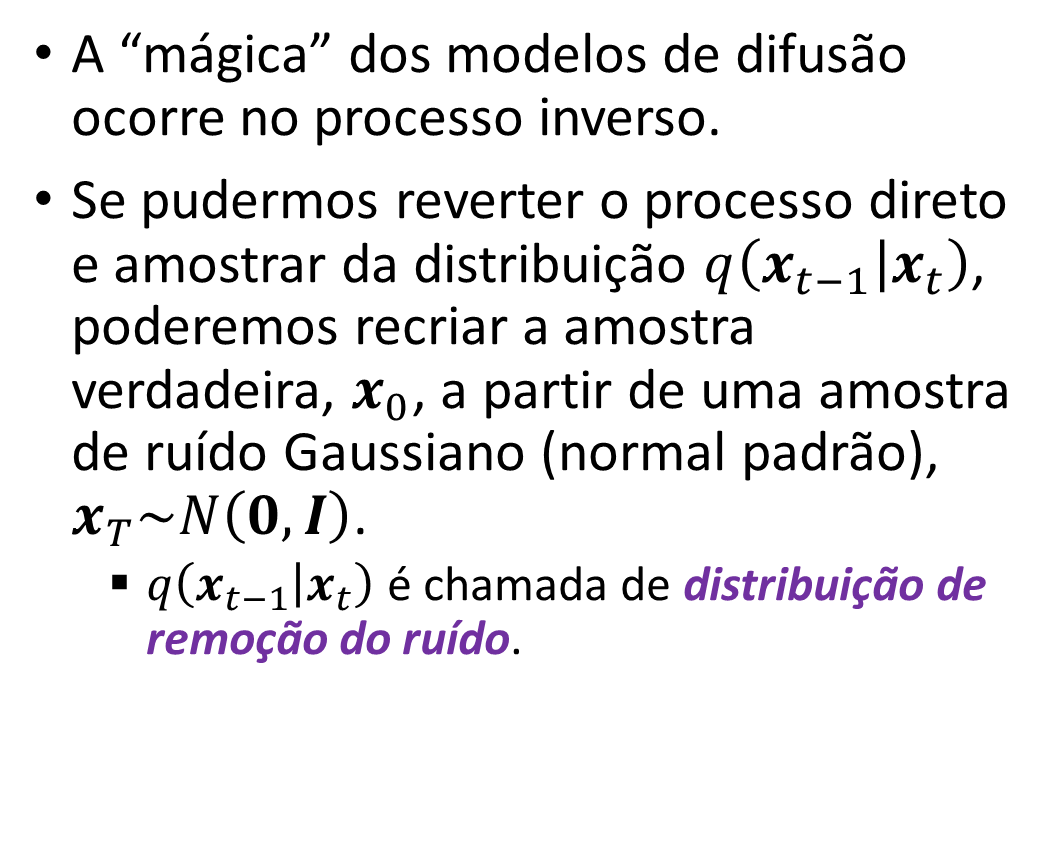 • A “mágica” dos modelos de difusão
ocorre no processo inverso.
• Se pudermos reverter o processo direto
e amostrar da distribuição q(x_{t−1}|x_t),
poderemos recriar a amostra
verdadeira, x_0, a partir de uma amostra
de ruído Gaussiano (normal padrão),
x_T~N(0, I).
▪ q(x_{t−1}|x_t) é chamada de distribuição de
remoção do ruído.